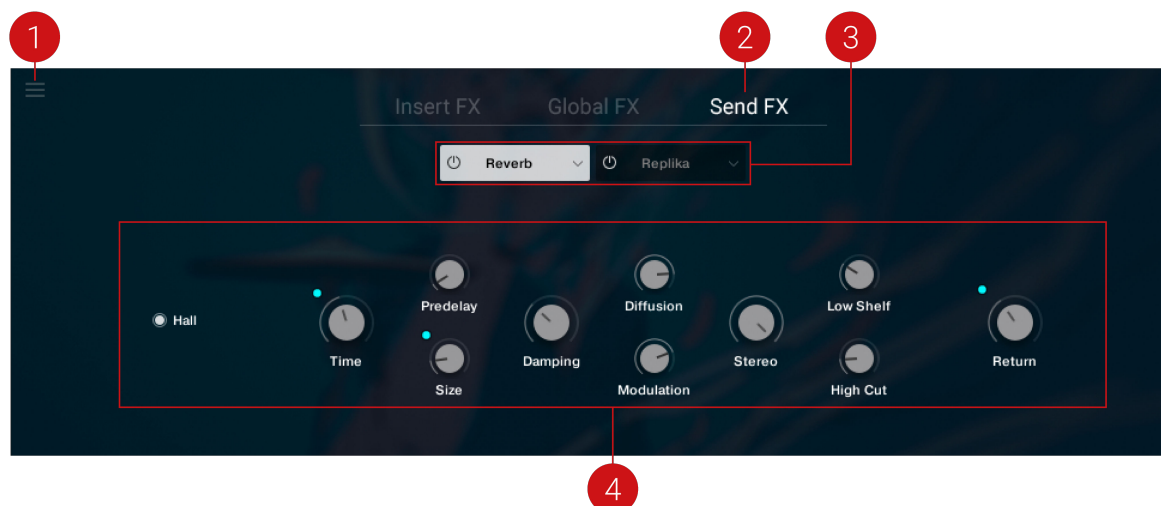 1
2
3
Insert FX Global FX Send FX
Reverb Replika
Predelay Diffusion Low Shelf
Hall
Time Damping Stereo Return
Size Modulation High Cut
4